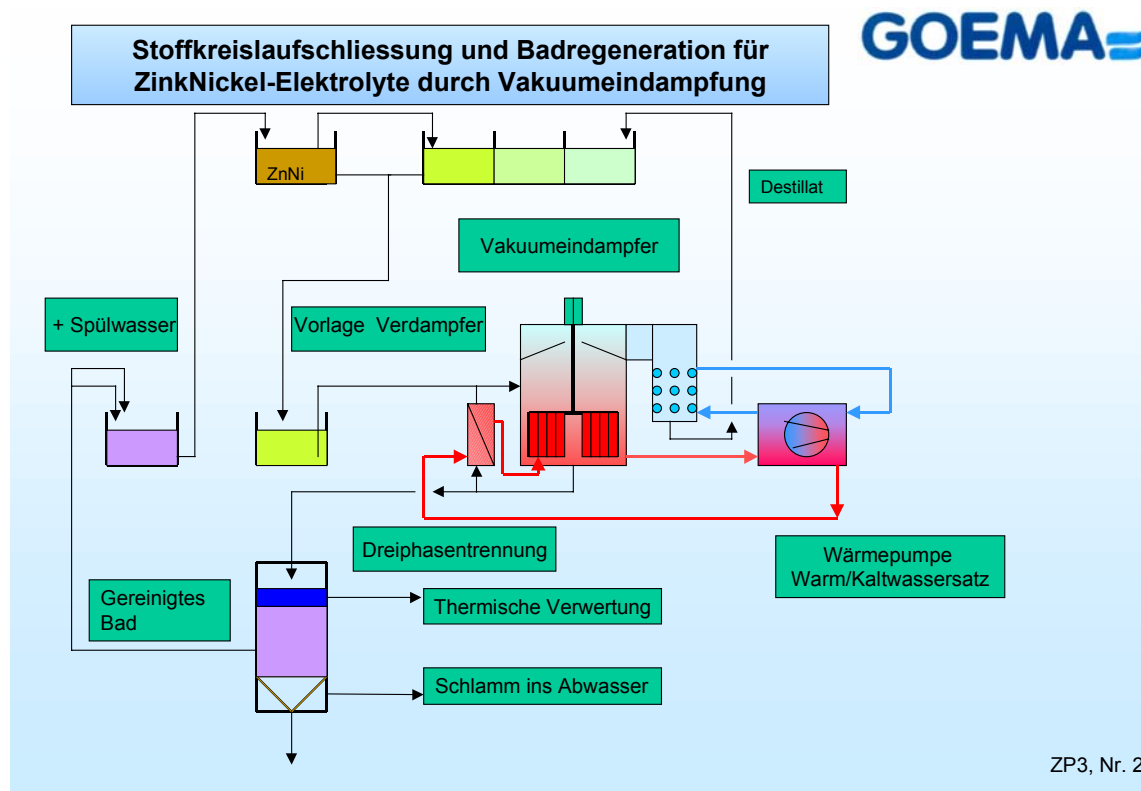 GOEMA
Stoffkreislaufschliessung und Badregeneration für
ZinkNickel-Elektrolyte durch Vakuumeindampfung
ZnNi
Destillat
Vakuumeindampfer
+ Spülwasser
Vorlage Verdampfer
Dreiphasentrennung
Wärmepumpe
Warm/Kaltwassersatz
Gereinigtes
Bad
Thermische Verwertung
Schlamm ins Abwasser
ZP3, Nr. 2